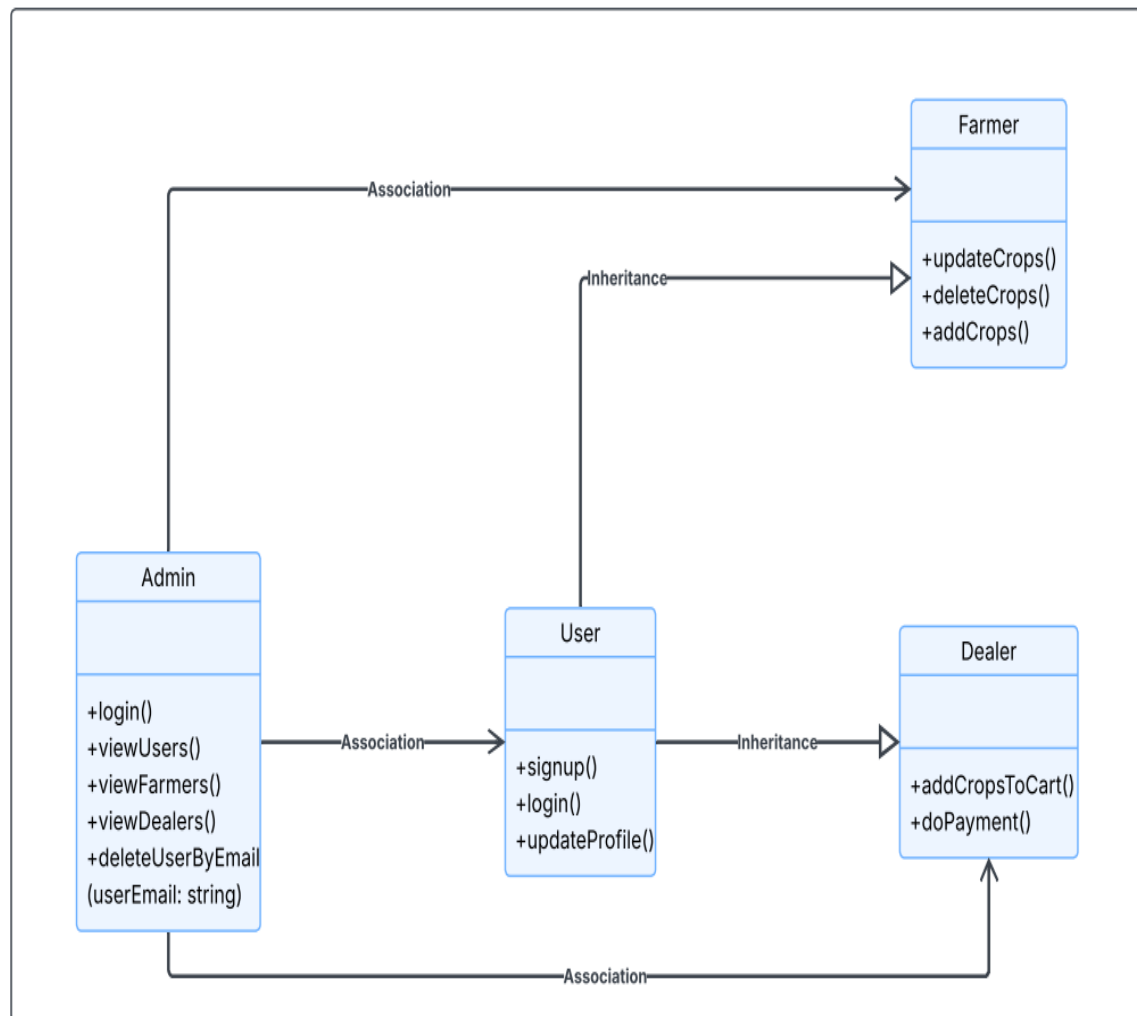 Farmer
Association
+updateCrops()
Inheritance
+deleteCrops()
+addCrops()
Admin
User
Dealer
+login()
+viewUsers()
Association
Inheritance
+signup()
+viewFarmers()
+login()
+addCropsToCart()
+viewDealers()
+doPayment()
+updateProfile()
+deleteUserByEmail
(userEmail: string)
Association